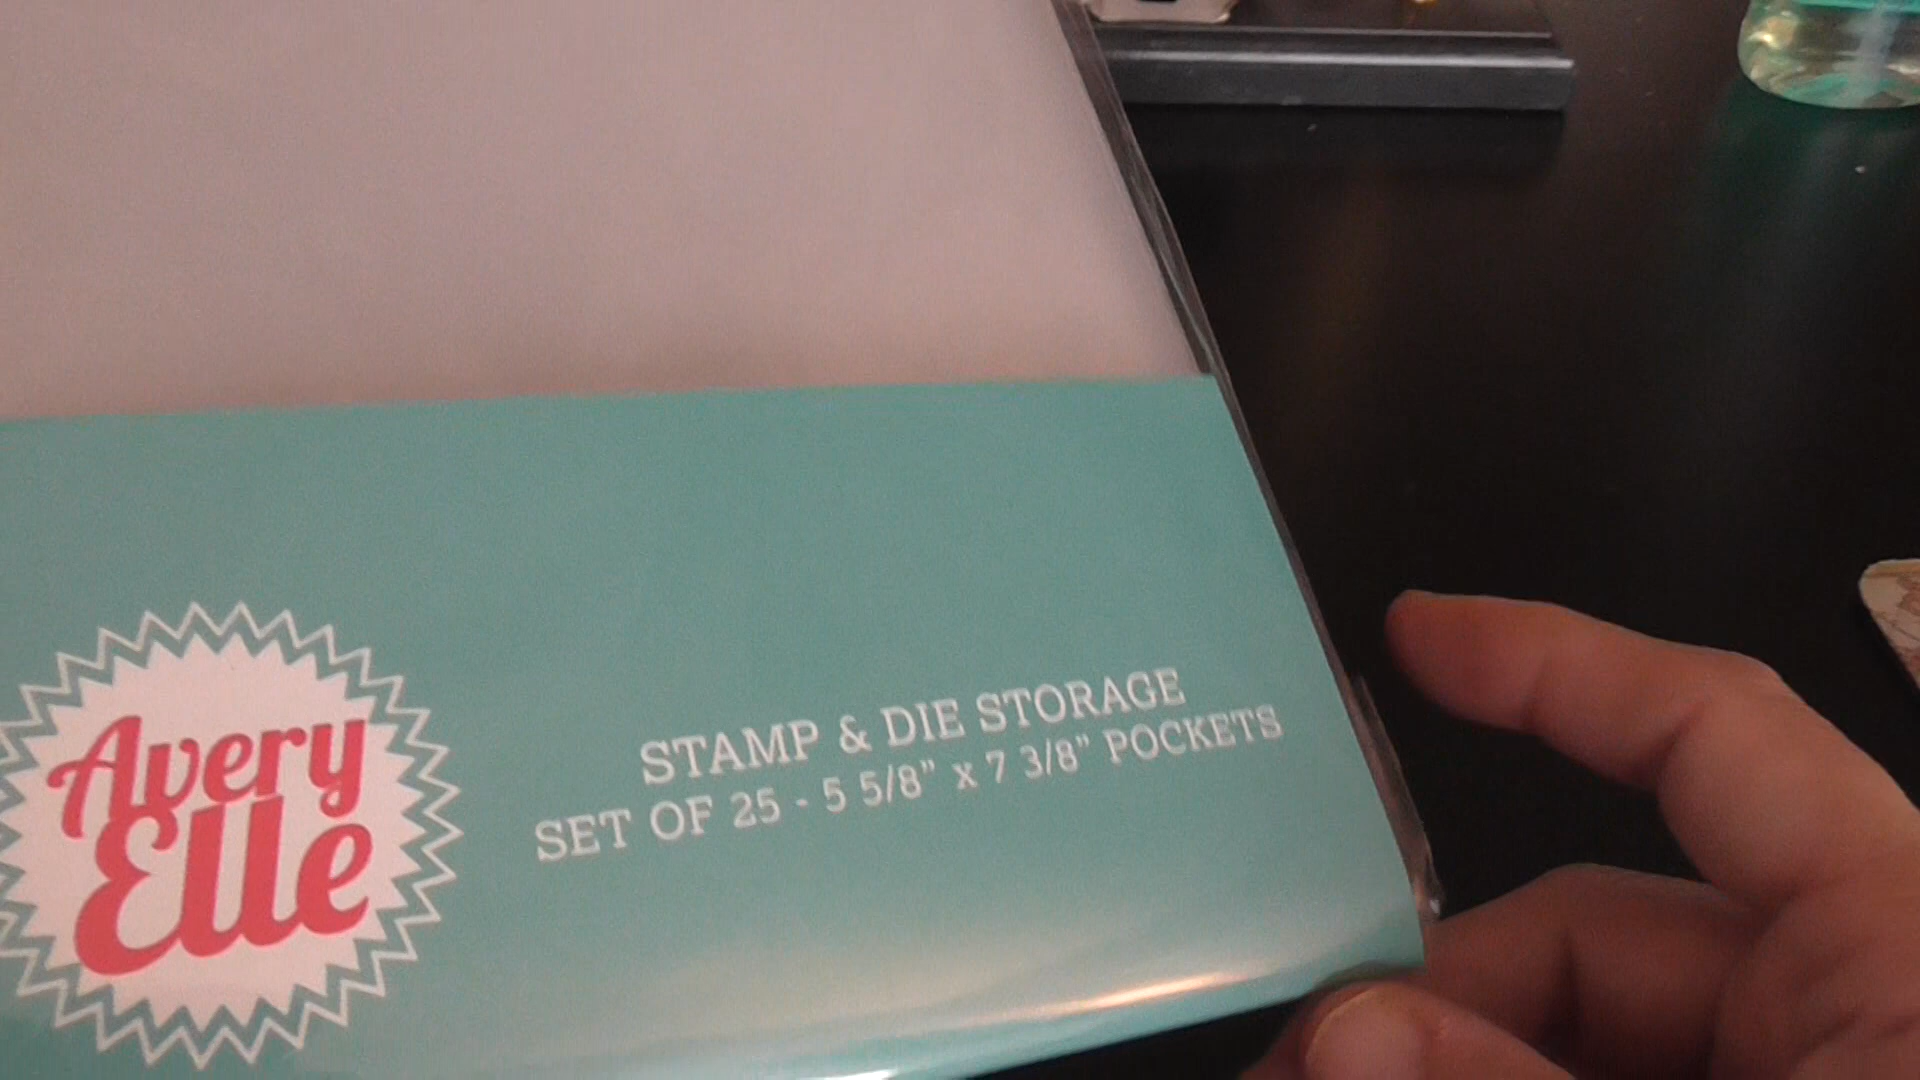 Avery
Elle
STAMP & DIE STORAGE
SET OF 25 - 5 5/8" x 7 3/8" POCKETS